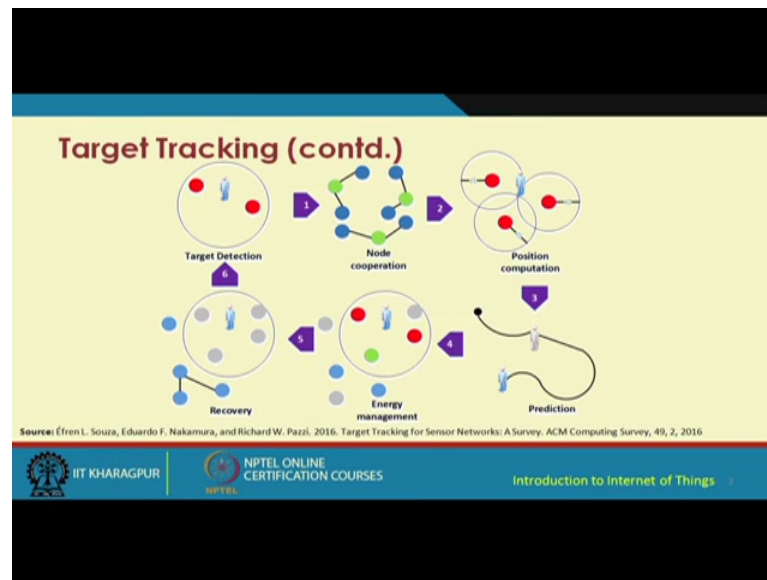 Target Tracking (contd.)
Target Detection
1
Node
cooperation
2
Position
computation
3
Prediction
4
Energy
management
5
Recovery
6
Source: Éfren L. Souza, Eduardo F. Nakamura, and Richard W. Pazzi. 2016. Target Tracking for Sensor Networks: A Survey. ACM Computing Survey, 49, 2, 2016
IIT KHARAGPUR
NPTEL
NPTEL ONLINE
CERTIFICATION COURSES
Introduction to Internet of Things
3